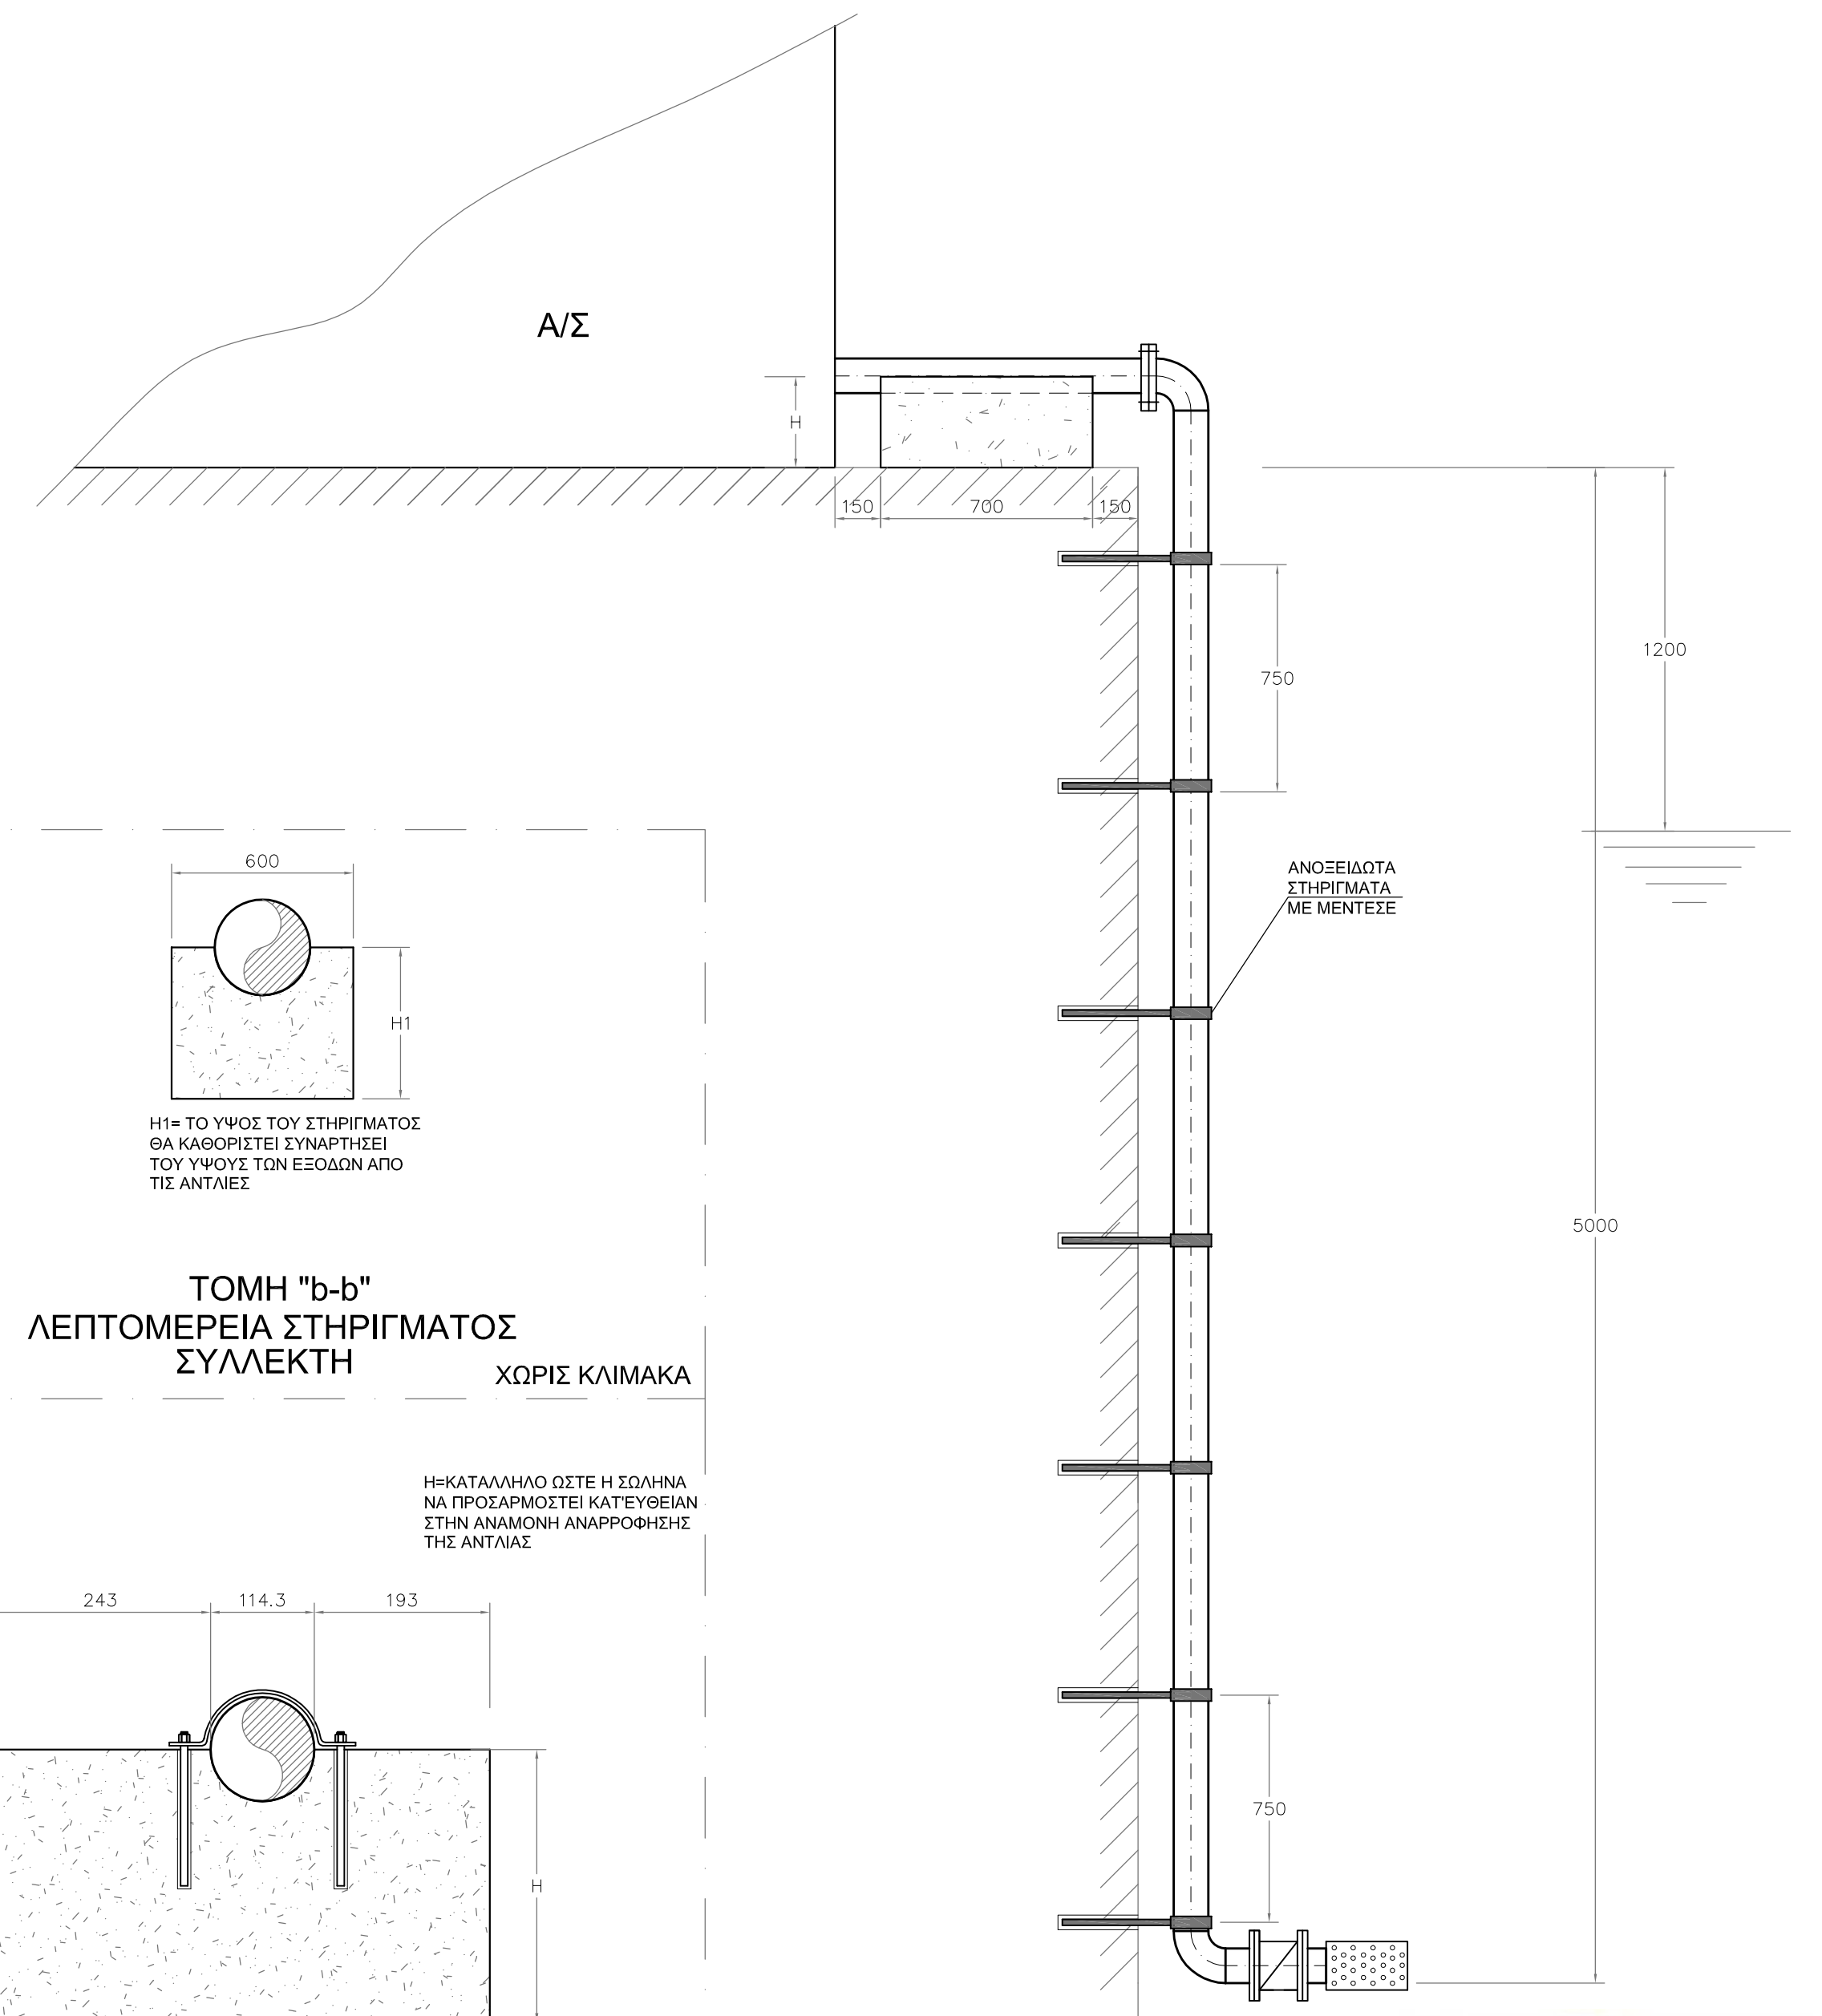 Α/Σ
H
150
700
150
750
1200
600
ΑΝΟΞΕΙΔΩΤΑ
ΣΤΗΡΙΓΜΑΤΑ
ΜΕ ΜΕΝΤΕΣΕ
H1
Η1= ΤΟ ΥΨΟΣ ΤΟΥ ΣΤΗΡΙΓΜΑΤΟΣ
ΘΑ ΚΑΘΟΡΙΣΤΕΙ ΣΥΝΑΡΤΗΣΕΙ
ΤΟΥ ΥΨΟΥΣ ΤΩΝ ΕΞΟΔΩΝ ΑΠΟ
ΤΙΣ ΑΝΤΛΙΕΣ
5000
ΤΟΜΗ "b-b"
ΛΕΠΤΟΜΕΡΕΙΑ ΣΤΗΡΙΓΜΑΤΟΣ
ΣΥΛΛΕΚΤΗ
ΧΩΡΙΣ ΚΛΙΜΑΚΑ
Η=ΚΑΤΑΛΛΗΛΟ ΩΣΤΕ Η ΣΩΛΗΝΑ
ΝΑ ΠΡΟΣΑΡΜΟΣΤΕΙ ΚΑΤ'ΕΥΘΕΙΑΝ
ΣΤΗΝ ΑΝΑΜΟΝΗ ΑΝΑΡΡΟΦΗΣΗΣ
ΤΗΣ ΑΝΤΛΙΑΣ
243
114.3
193
750
H